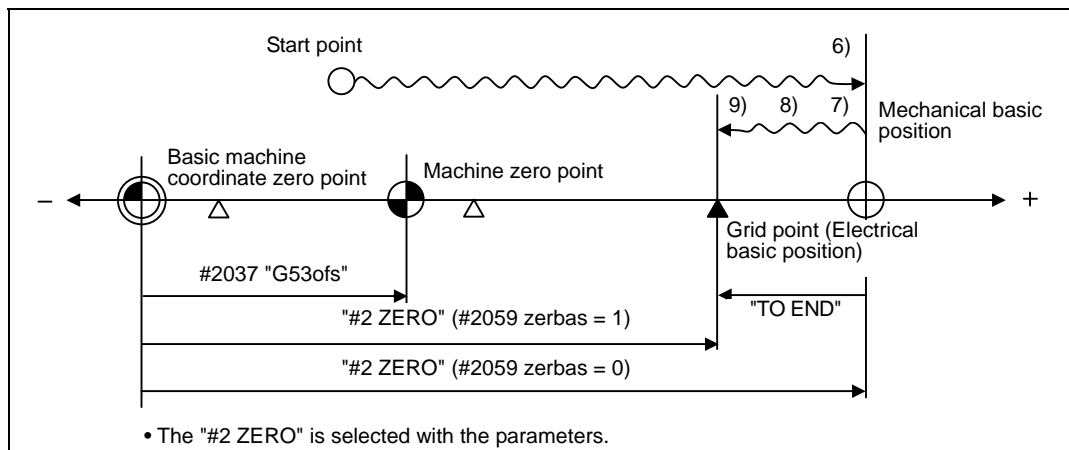 Start point
6)
9) 8) 7)
Mechanical basic
position
Basic machine
coordinate zero point
Machine zero point
– +
Grid point (Electrical
basic position)
#2037 "G53ofs"
"TO END"
"#2 ZERO" (#2059 zerbas = 1)
"#2 ZERO" (#2059 zerbas = 0)
• The "#2 ZERO" is selected with the parameters.